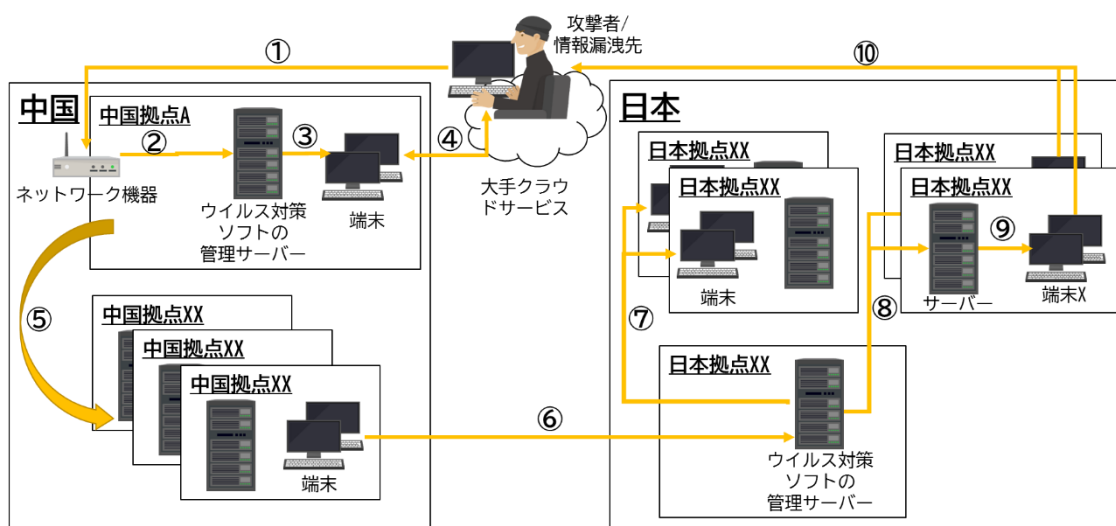 攻撃者/
情報漏洩先
①
⑩
中国
中国拠点A
②
③
④
ネットワーク機器
ウイルス対策
ソフトの
管理サーバー
端末
大手クラウ
ドサービス
⑤
中国拠点XX
中国拠点XX
中国拠点XX
端末
⑥
日本
日本拠点XX
日本拠点XX
端末
⑦
日本拠点XX
日本拠点XX
⑨
サーバー
端末X
⑧
日本拠点XX
ウイルス対策
ソフトの
管理サーバー